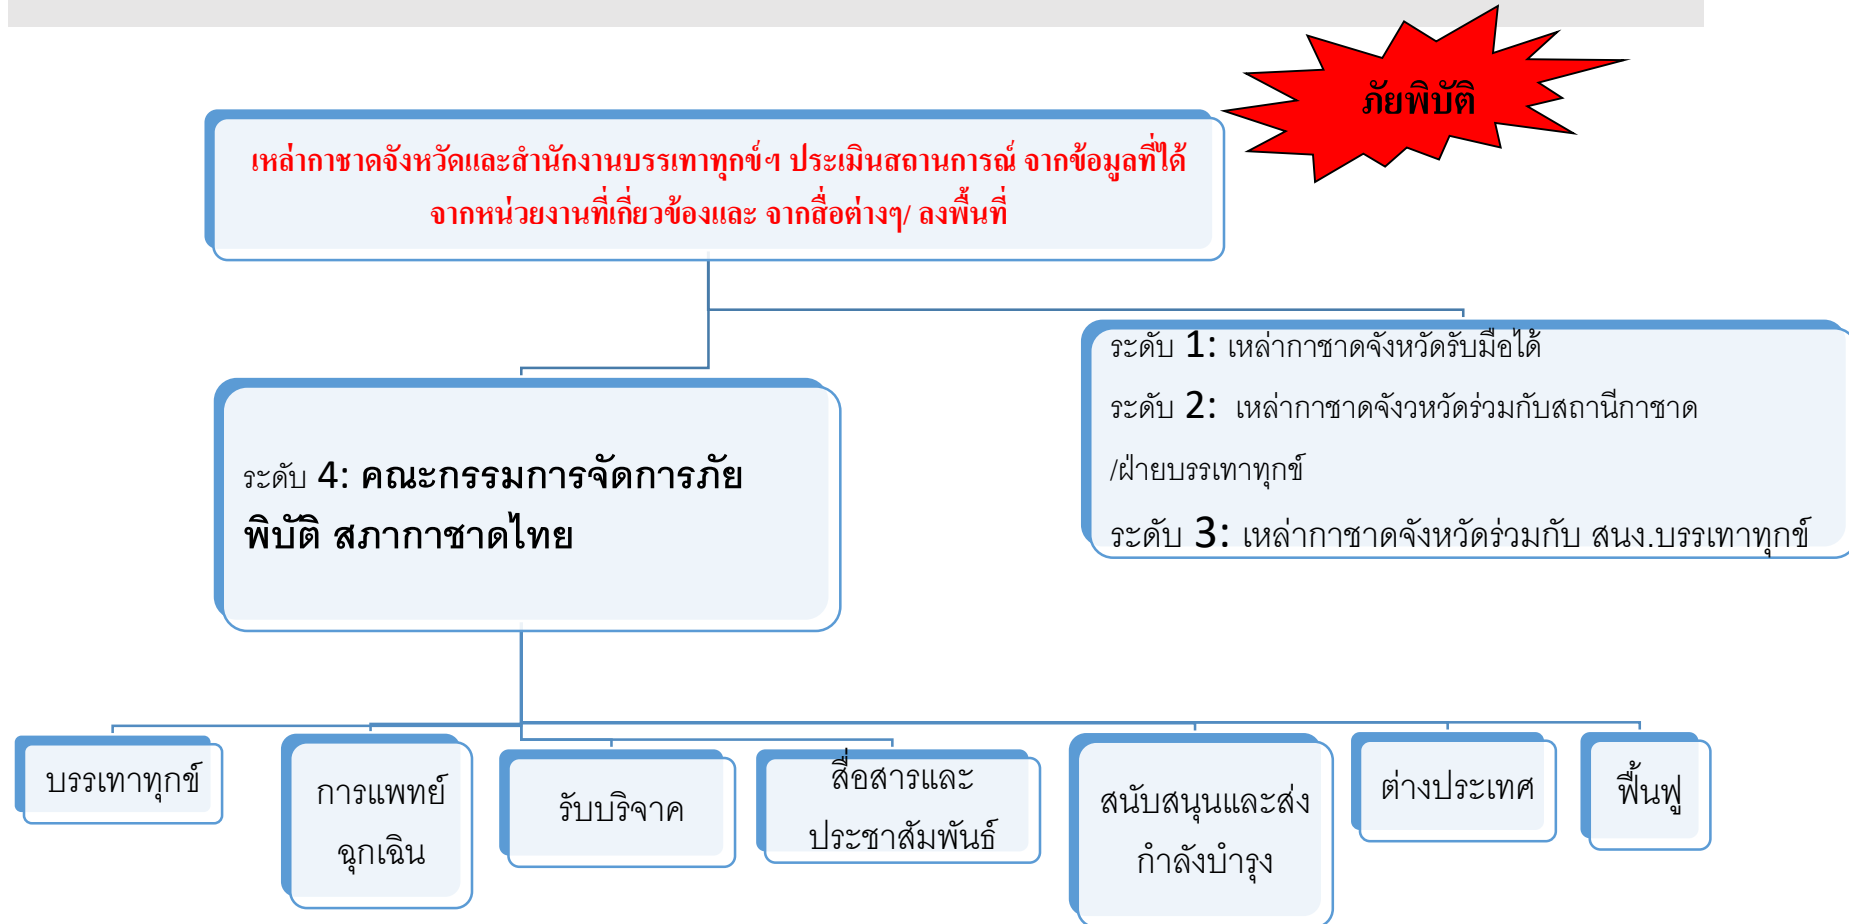 ภัยพิบัติ
เหล่ากาชาดจังหวัดและสำนักงานบรรเทาทุกข์ฯ ประเมินสถานการณ์ จากข้อมูลที่ได้
จากหน่วยงานที่เกี่ยวข้องและ จากสื่อต่างๆ/ ลงพื้นที่
ระดับ 1: เหล่ากาชาดจังหวัดรับมือได้
ระดับ 2: เหล่ากาชาดจังวหวัดร่วมกับสถานีกาชาด
/ฝ่ายบรรเทาทุกข์
ระดับ 3: เหล่ากาชาดจังหวัดร่วมกับ สนง.บรรเทาทุกข์
ระดับ 4: คณะกรรมการจัดการภัย
พิบัติ สภากาชาดไทย
บรรเทาทุกข์
การแพทย์
ฉุกเฉิน
รับบริจาค
สื่อสารและ
ประชาสัมพันธ์
สนับสนุนและส่ง
กำลังบำรุง
ต่างประเทศ
ฟื้นฟู